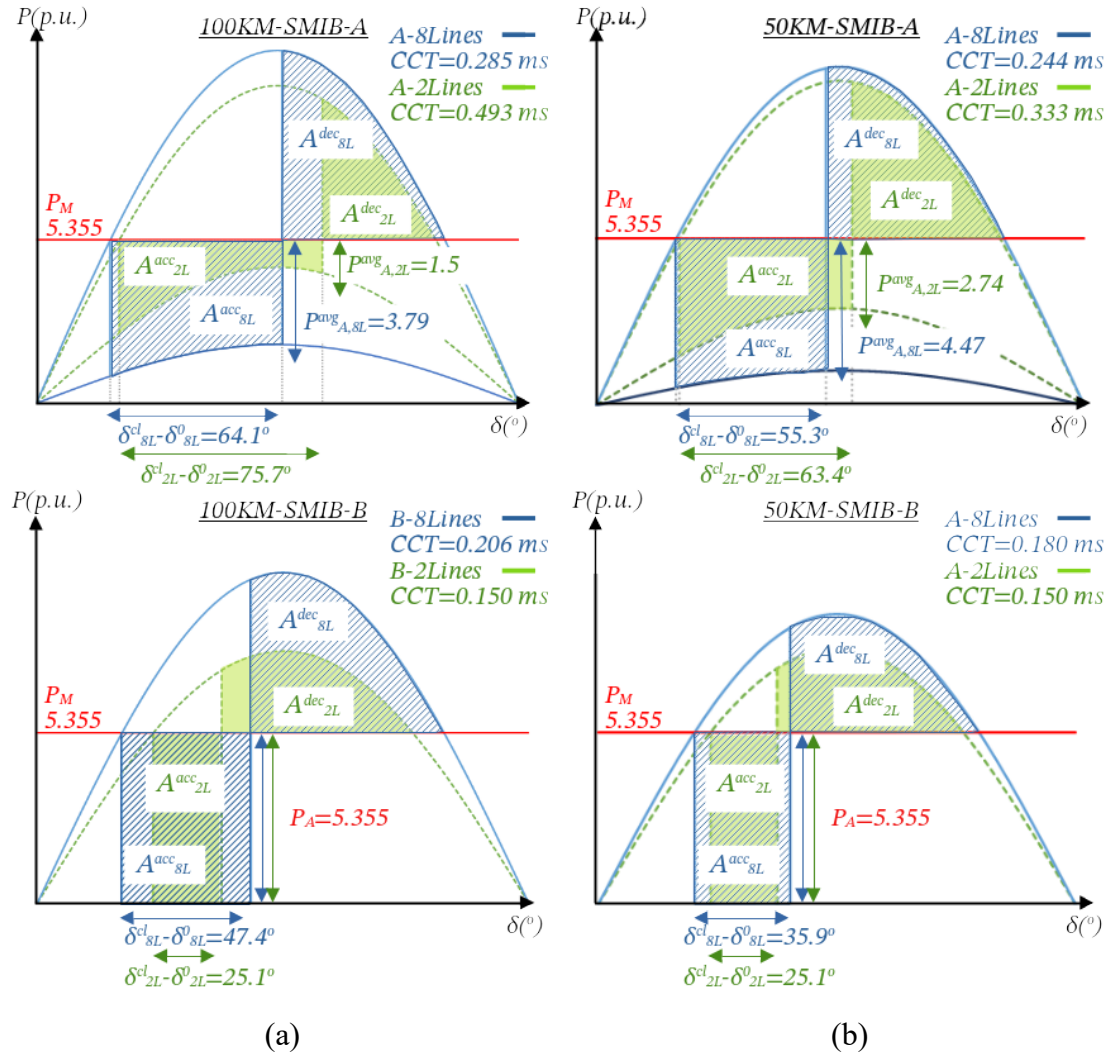 P(p.u.)
100KM-SMIB-A
A-8Lines
CCT=0.285 ms
A-2Lines
CCT=0.493 ms
A^dec_8L
P_M
5.355
A^dec_2L
A^acc_2L
P^avg_A,2L=1.5
A^acc_8L
P^avg_A,8L=3.79
δ(°)
δ^cl_8L-δ^0_8L=64.1°
δ^cl_2L-δ^0_2L=75.7°
P(p.u.)
50KM-SMIB-A
A-8Lines
CCT=0.244 ms
A-2Lines
CCT=0.333 ms
A^dec_8L
P_M
5.355
A^dec_2L
A^acc_2L
P^avg_A,2L=2.74
A^acc_8L
P^avg_A,8L=4.47
δ(°)
δ^cl_8L-δ^0_8L=55.3°
δ^cl_2L-δ^0_2L=63.4°
P(p.u.)
100KM-SMIB-B
B-8Lines
CCT=0.206 ms
B-2Lines
CCT=0.150 ms
A^dec_8L
P_M
5.355
A^dec_2L
A^acc_2L
P_A=5.355
A^acc_8L
δ(°)
δ^cl_8L-δ^0_8L=47.4°
δ^cl_2L-δ^0_2L=25.1°
P(p.u.)
50KM-SMIB-B
A-8Lines
CCT=0.180 ms
A-2Lines
CCT=0.150 ms
A^dec_8L
P_M
5.355
A^dec_2L
A^acc_2L
P_A=5.355
A^acc_8L
δ(°)
δ^cl_8L-δ^0_8L=35.9°
δ^cl_2L-δ^0_2L=25.1°
(a)
(b)